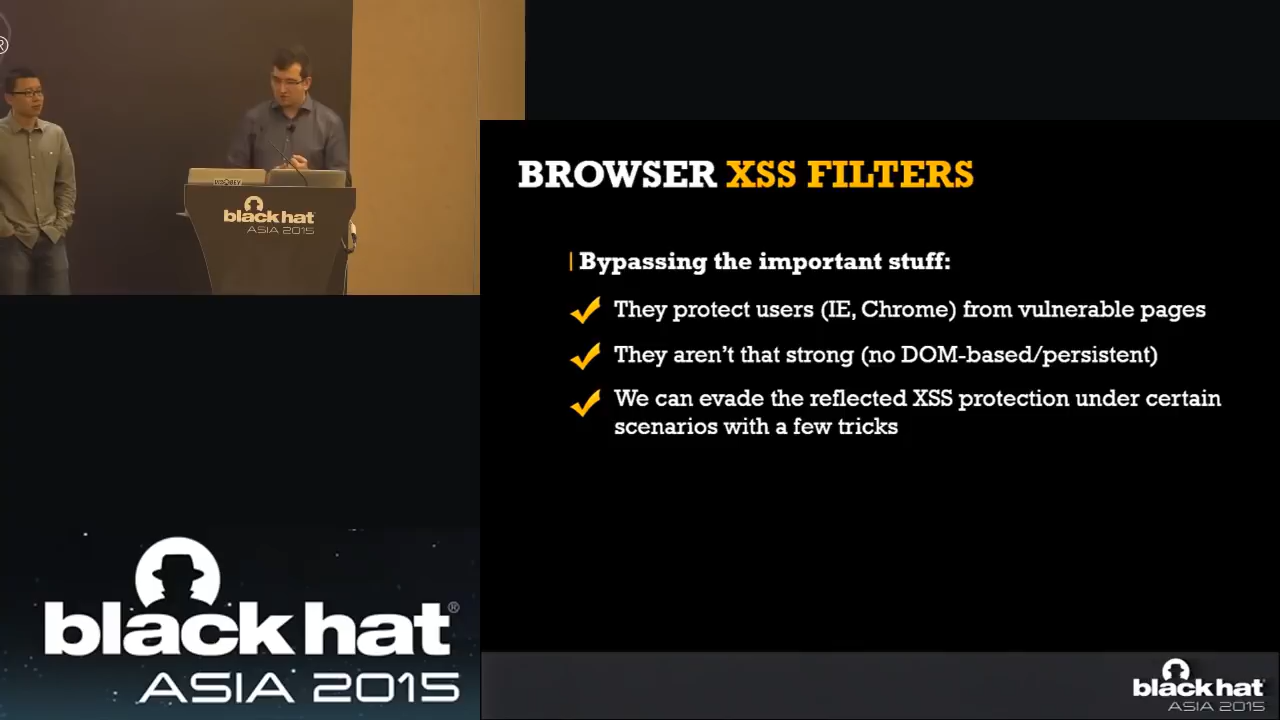 ®
black hat
ASIA 2015
BROWSER XSS FILTERS
Bypassing the important stuff:
They protect users (IE, Chrome) from vulnerable pages
They aren’t that strong (no DOM-based/persistent)
We can evade the reflected XSS protection under certain
scenarios with a few tricks
black hat®
ASIA 2015
black hat
ASIA 2015